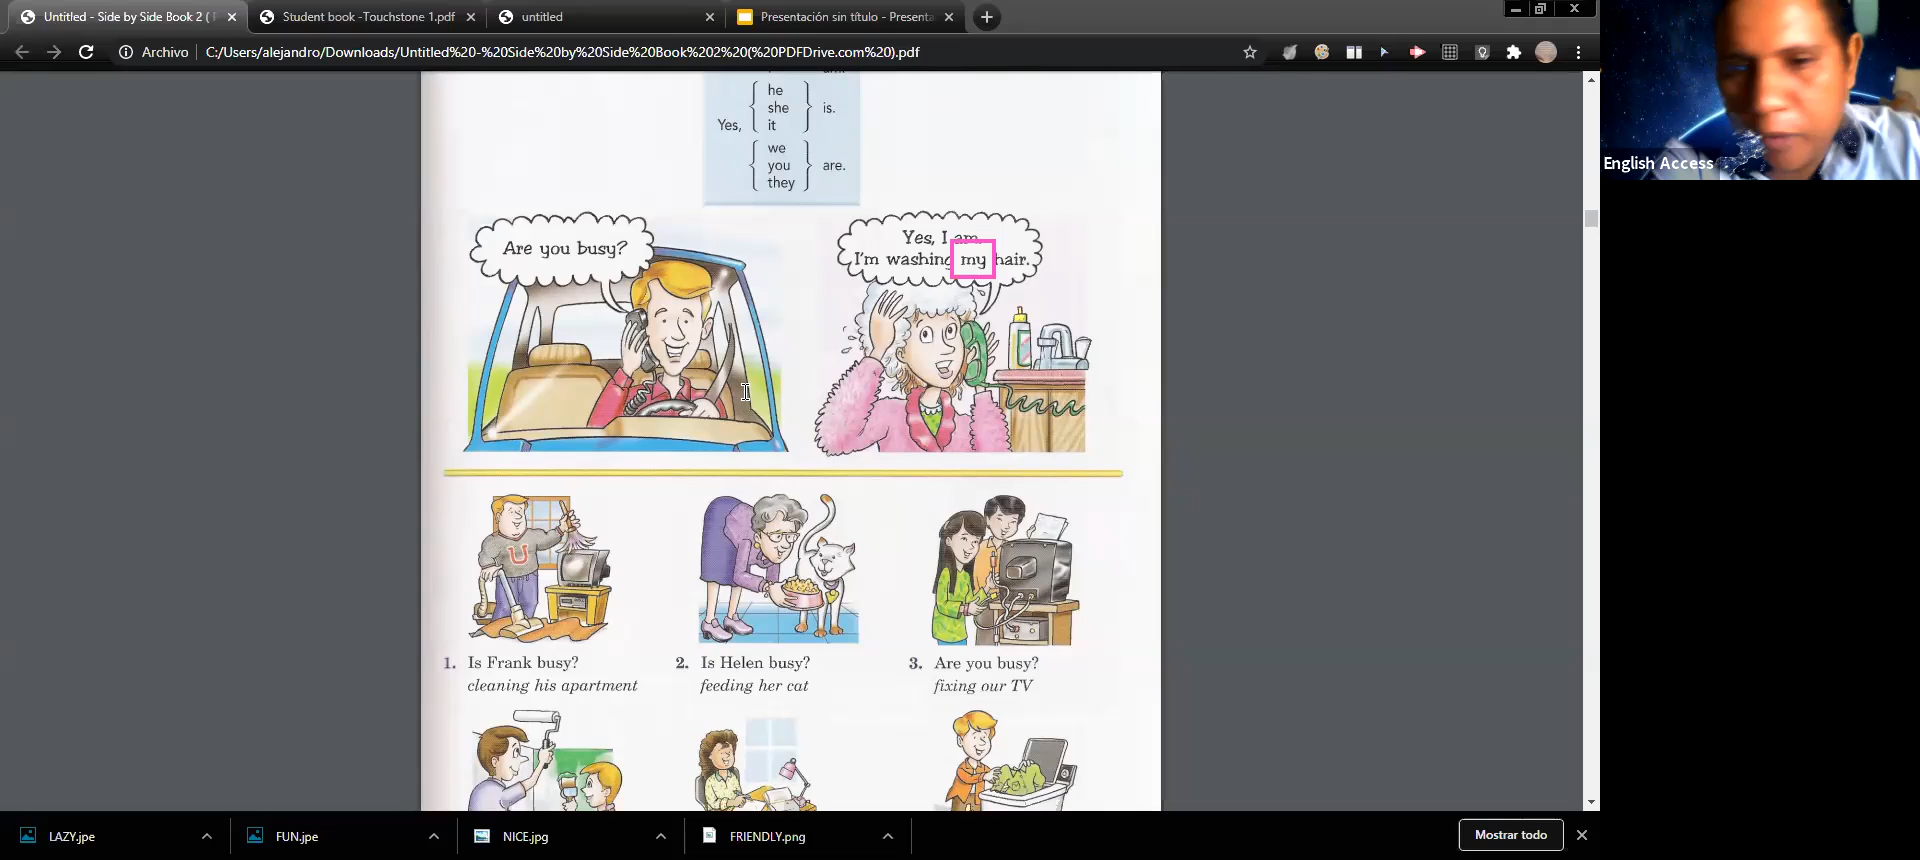 Untitled - Side by Side Book 2 (
Student book -Touchstone 1.pdf
untitled
Presentación sin título - Presenta
Archivo
C:/Users/alejandro/Downloads/Untitled%20-%20Side%20by%20Side%20Book%202%20(%20PDFDrive.com%20).pdf
English Access
he
she is.
Yes, it
we
you are.
they
Are you busy?
Yes, I am.
I'm washing my hair.
U
1. Is Frank busy?
cleaning his apartment
2. Is Helen busy?
feeding her cat
3. Are you busy?
fixing our TV
LAZY.jpe
FUN.jpe
NICE.jpg
FRIENDLY.png
Mostrar todo